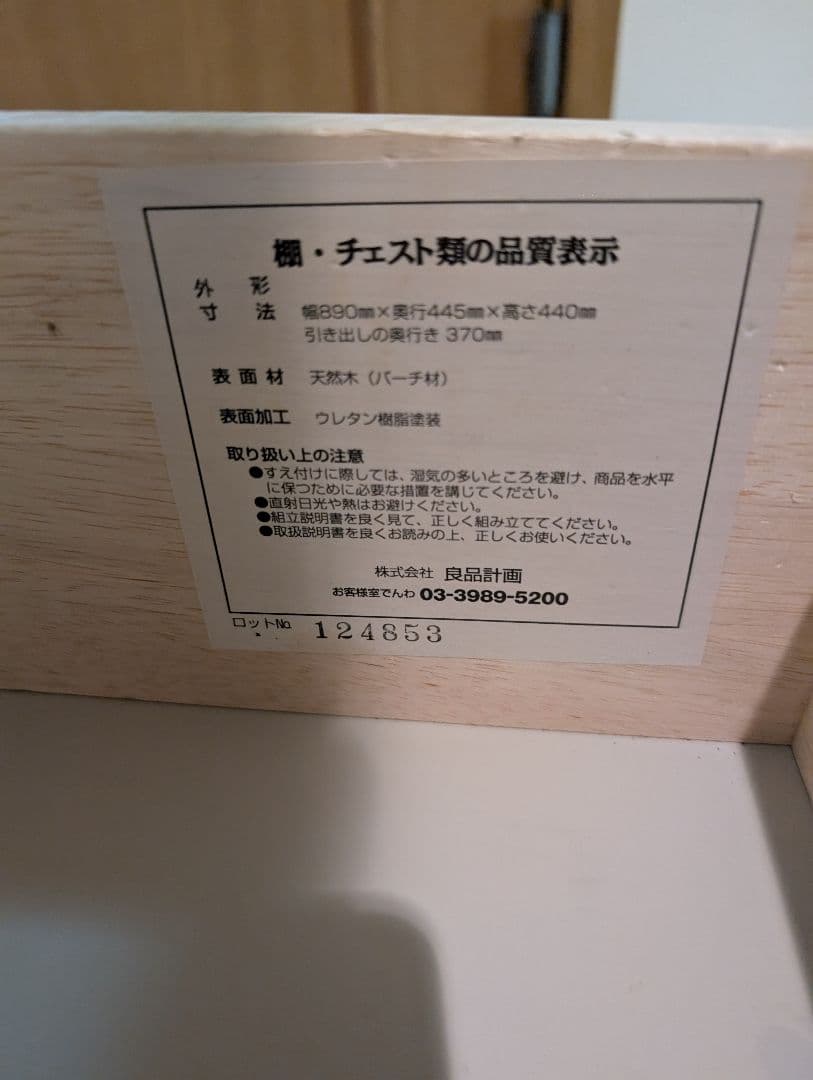 棚・チェスト類の品質表示
外形
寸法 幅890㎜×奥行445㎜×高さ440㎜
引き出しの奥行き 370㎜
表面材 天然木（バーチ材）
表面加工 ウレタン樹脂塗装
取り扱い上の注意
●すえ付けに際しては、湿気の多いところを避け、商品を水平
に保つために必要な措置を講じてください。
●直射日光や熱はお避けください。
●組立説明書を良く見て、正しく組み立ててください。
●取扱説明書を良くお読みの上、正しくお使いください。
株式会社 良品計画
お客様室でんわ 03-3989-5200
ロット№ 124853